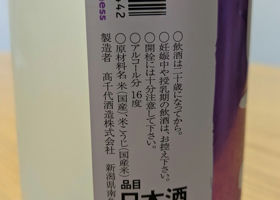 ness
642
○飲酒は二十歳になってから。
○妊娠中や授乳期の飲酒は、お控え下さい。
○開栓には十分注意して下さい。
○アルコール分 16度
○原材料名 米(国産)、米こうじ(国産米)
製造者 髙千代酒造株式会社
新潟県南
品目
日本酒